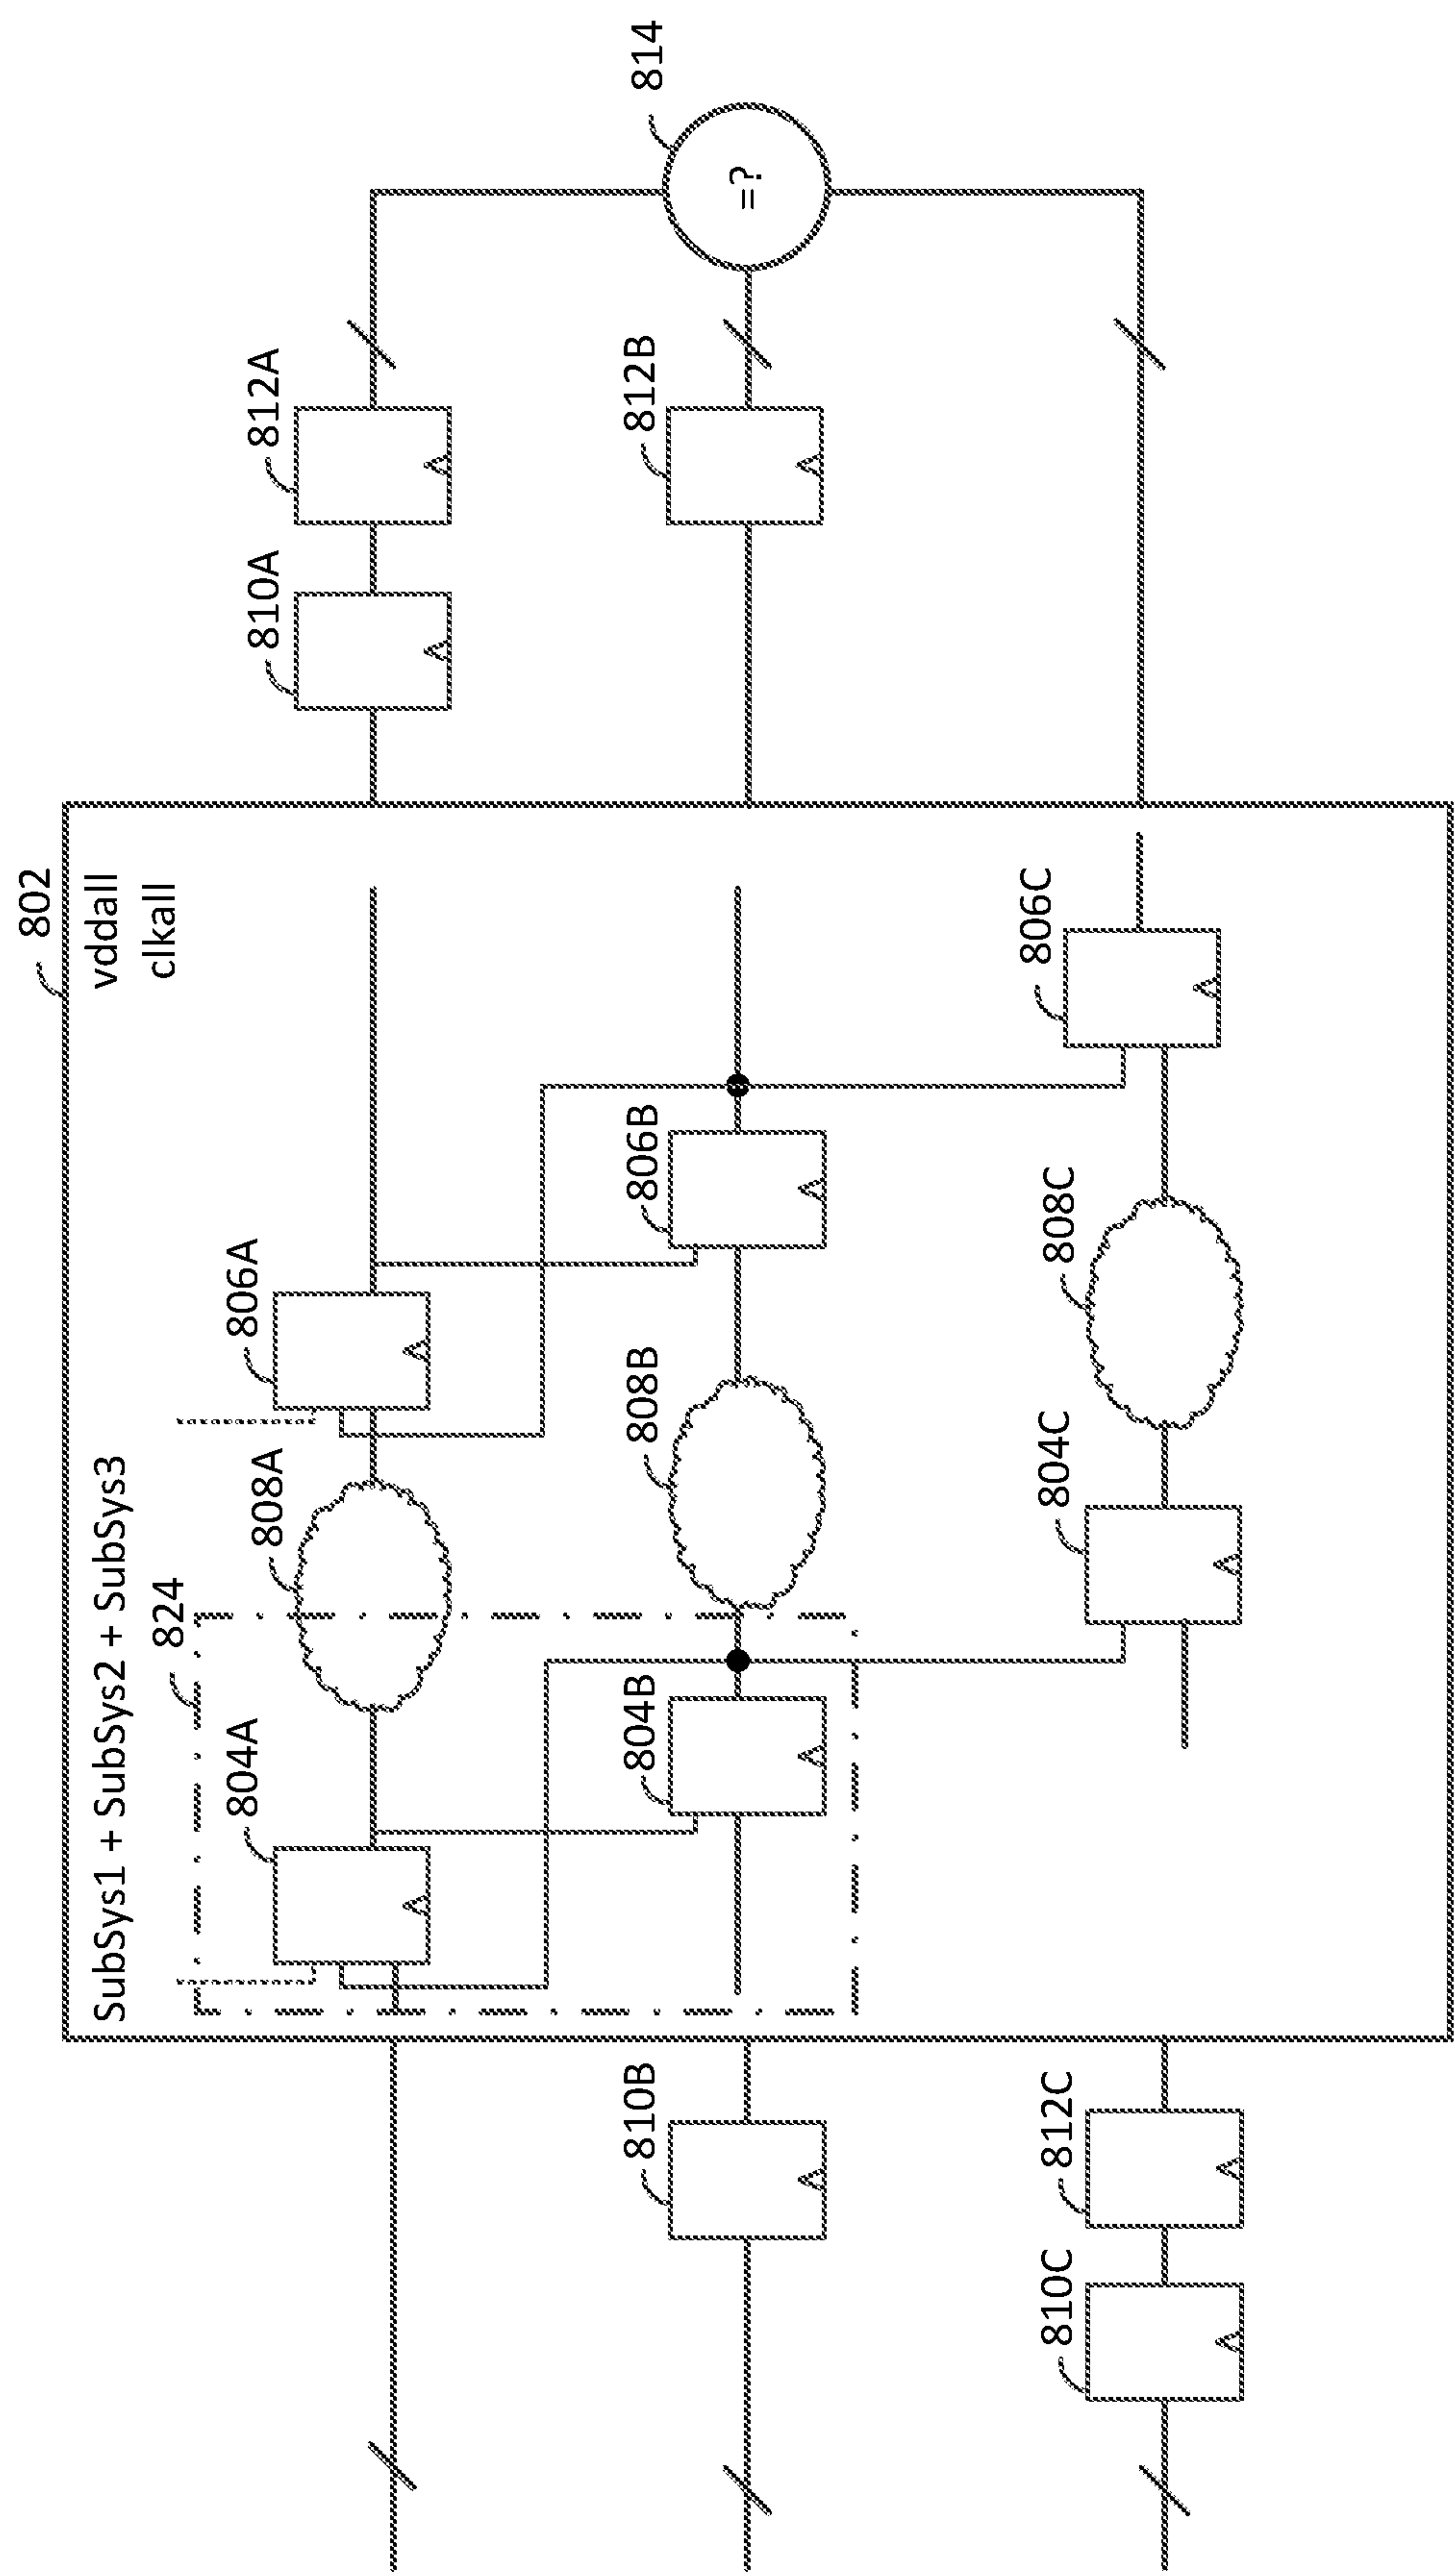 802
SubSys1 + SubSys2 + SubSys3
vddall
clkall
824
804A
808A
806A
810A
812A
814
=?
810B
804B
808B
806B
812B
810C
812C
804C
808C
806C